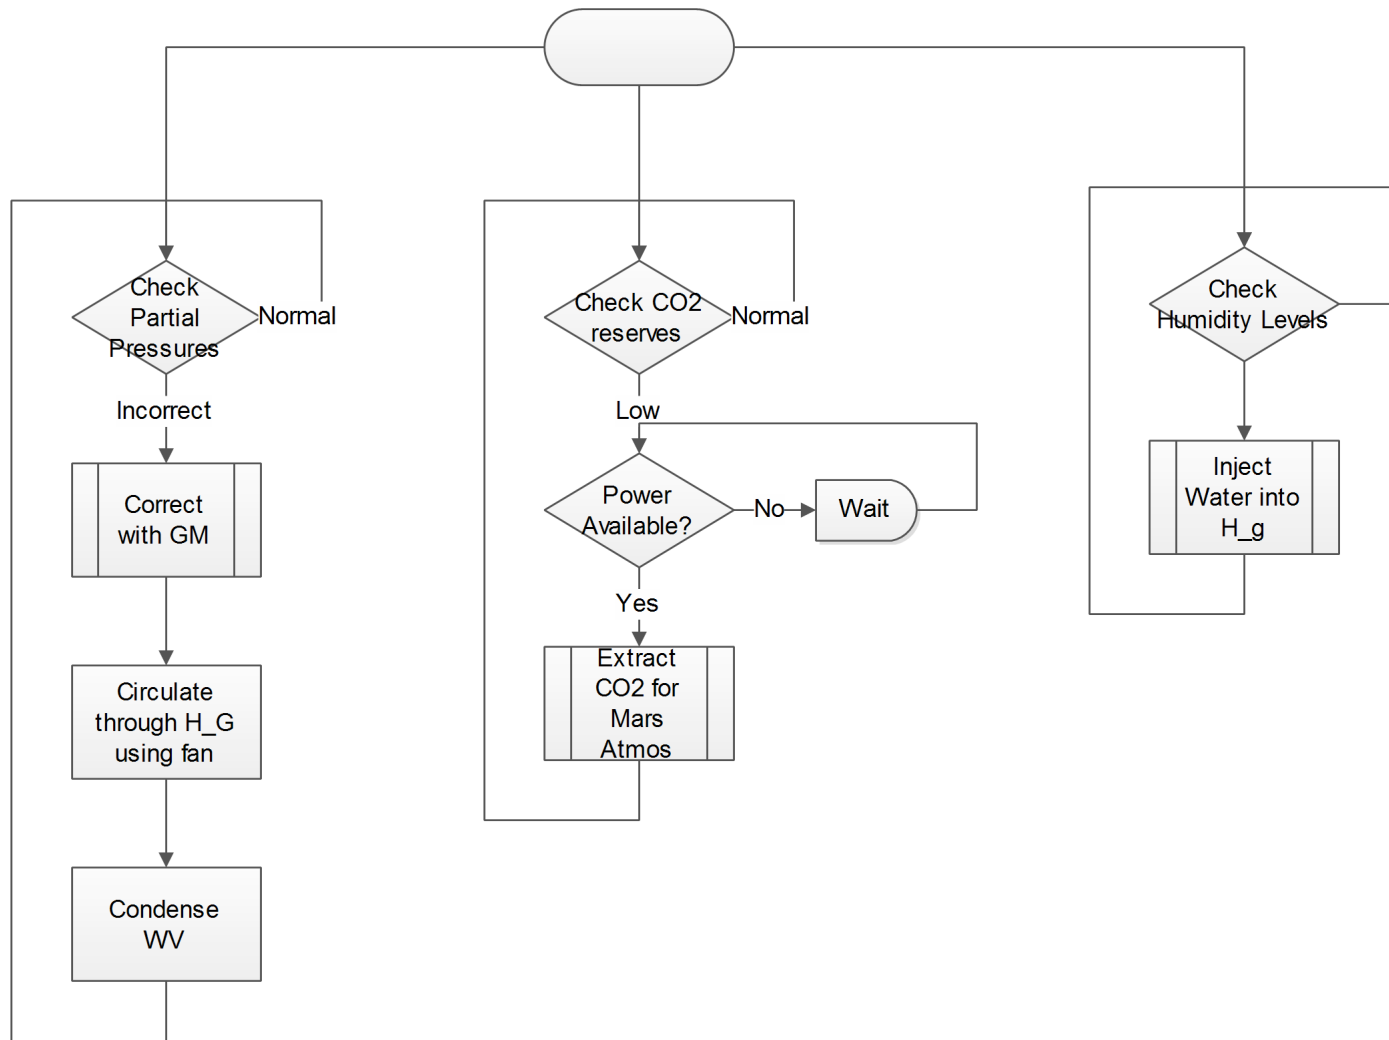 Check
Partial
Pressures
Normal
Incorrect
Correct
with GM
Circulate
through H_G
using fan
Condense
WV
Check CO2
reserves
Normal
Low
Power
Available?
No
Wait
Yes
Extract
CO2 for
Mars
Atmos
Check
Humidity Levels
Inject
Water into
H_g